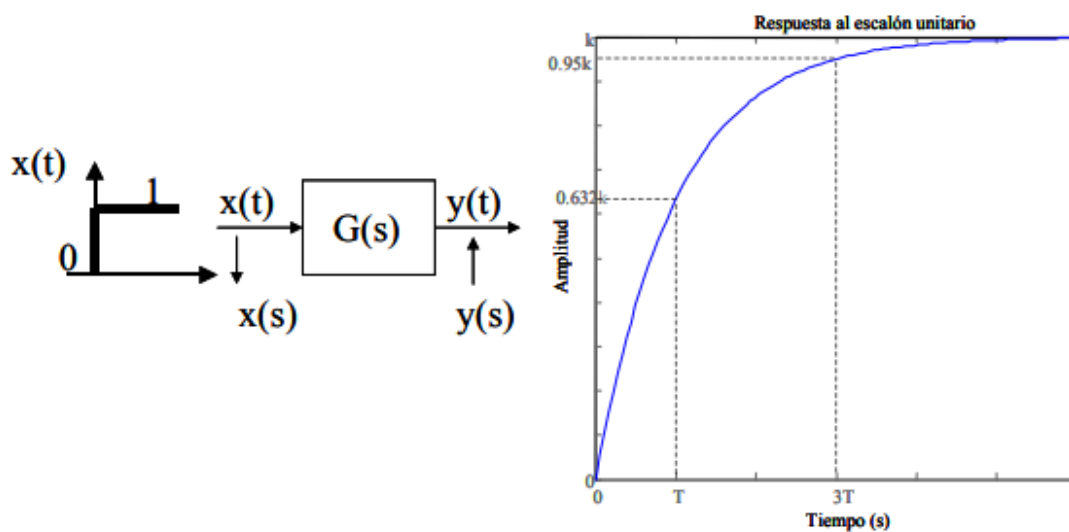 x(t)
1
0
x(t)
G(s)
y(t)
x(s)
y(s)
Respuesta al escalón unitario
k
0.95k
0.632k
Amplitud
0
0
T
3T
Tiempo (s)